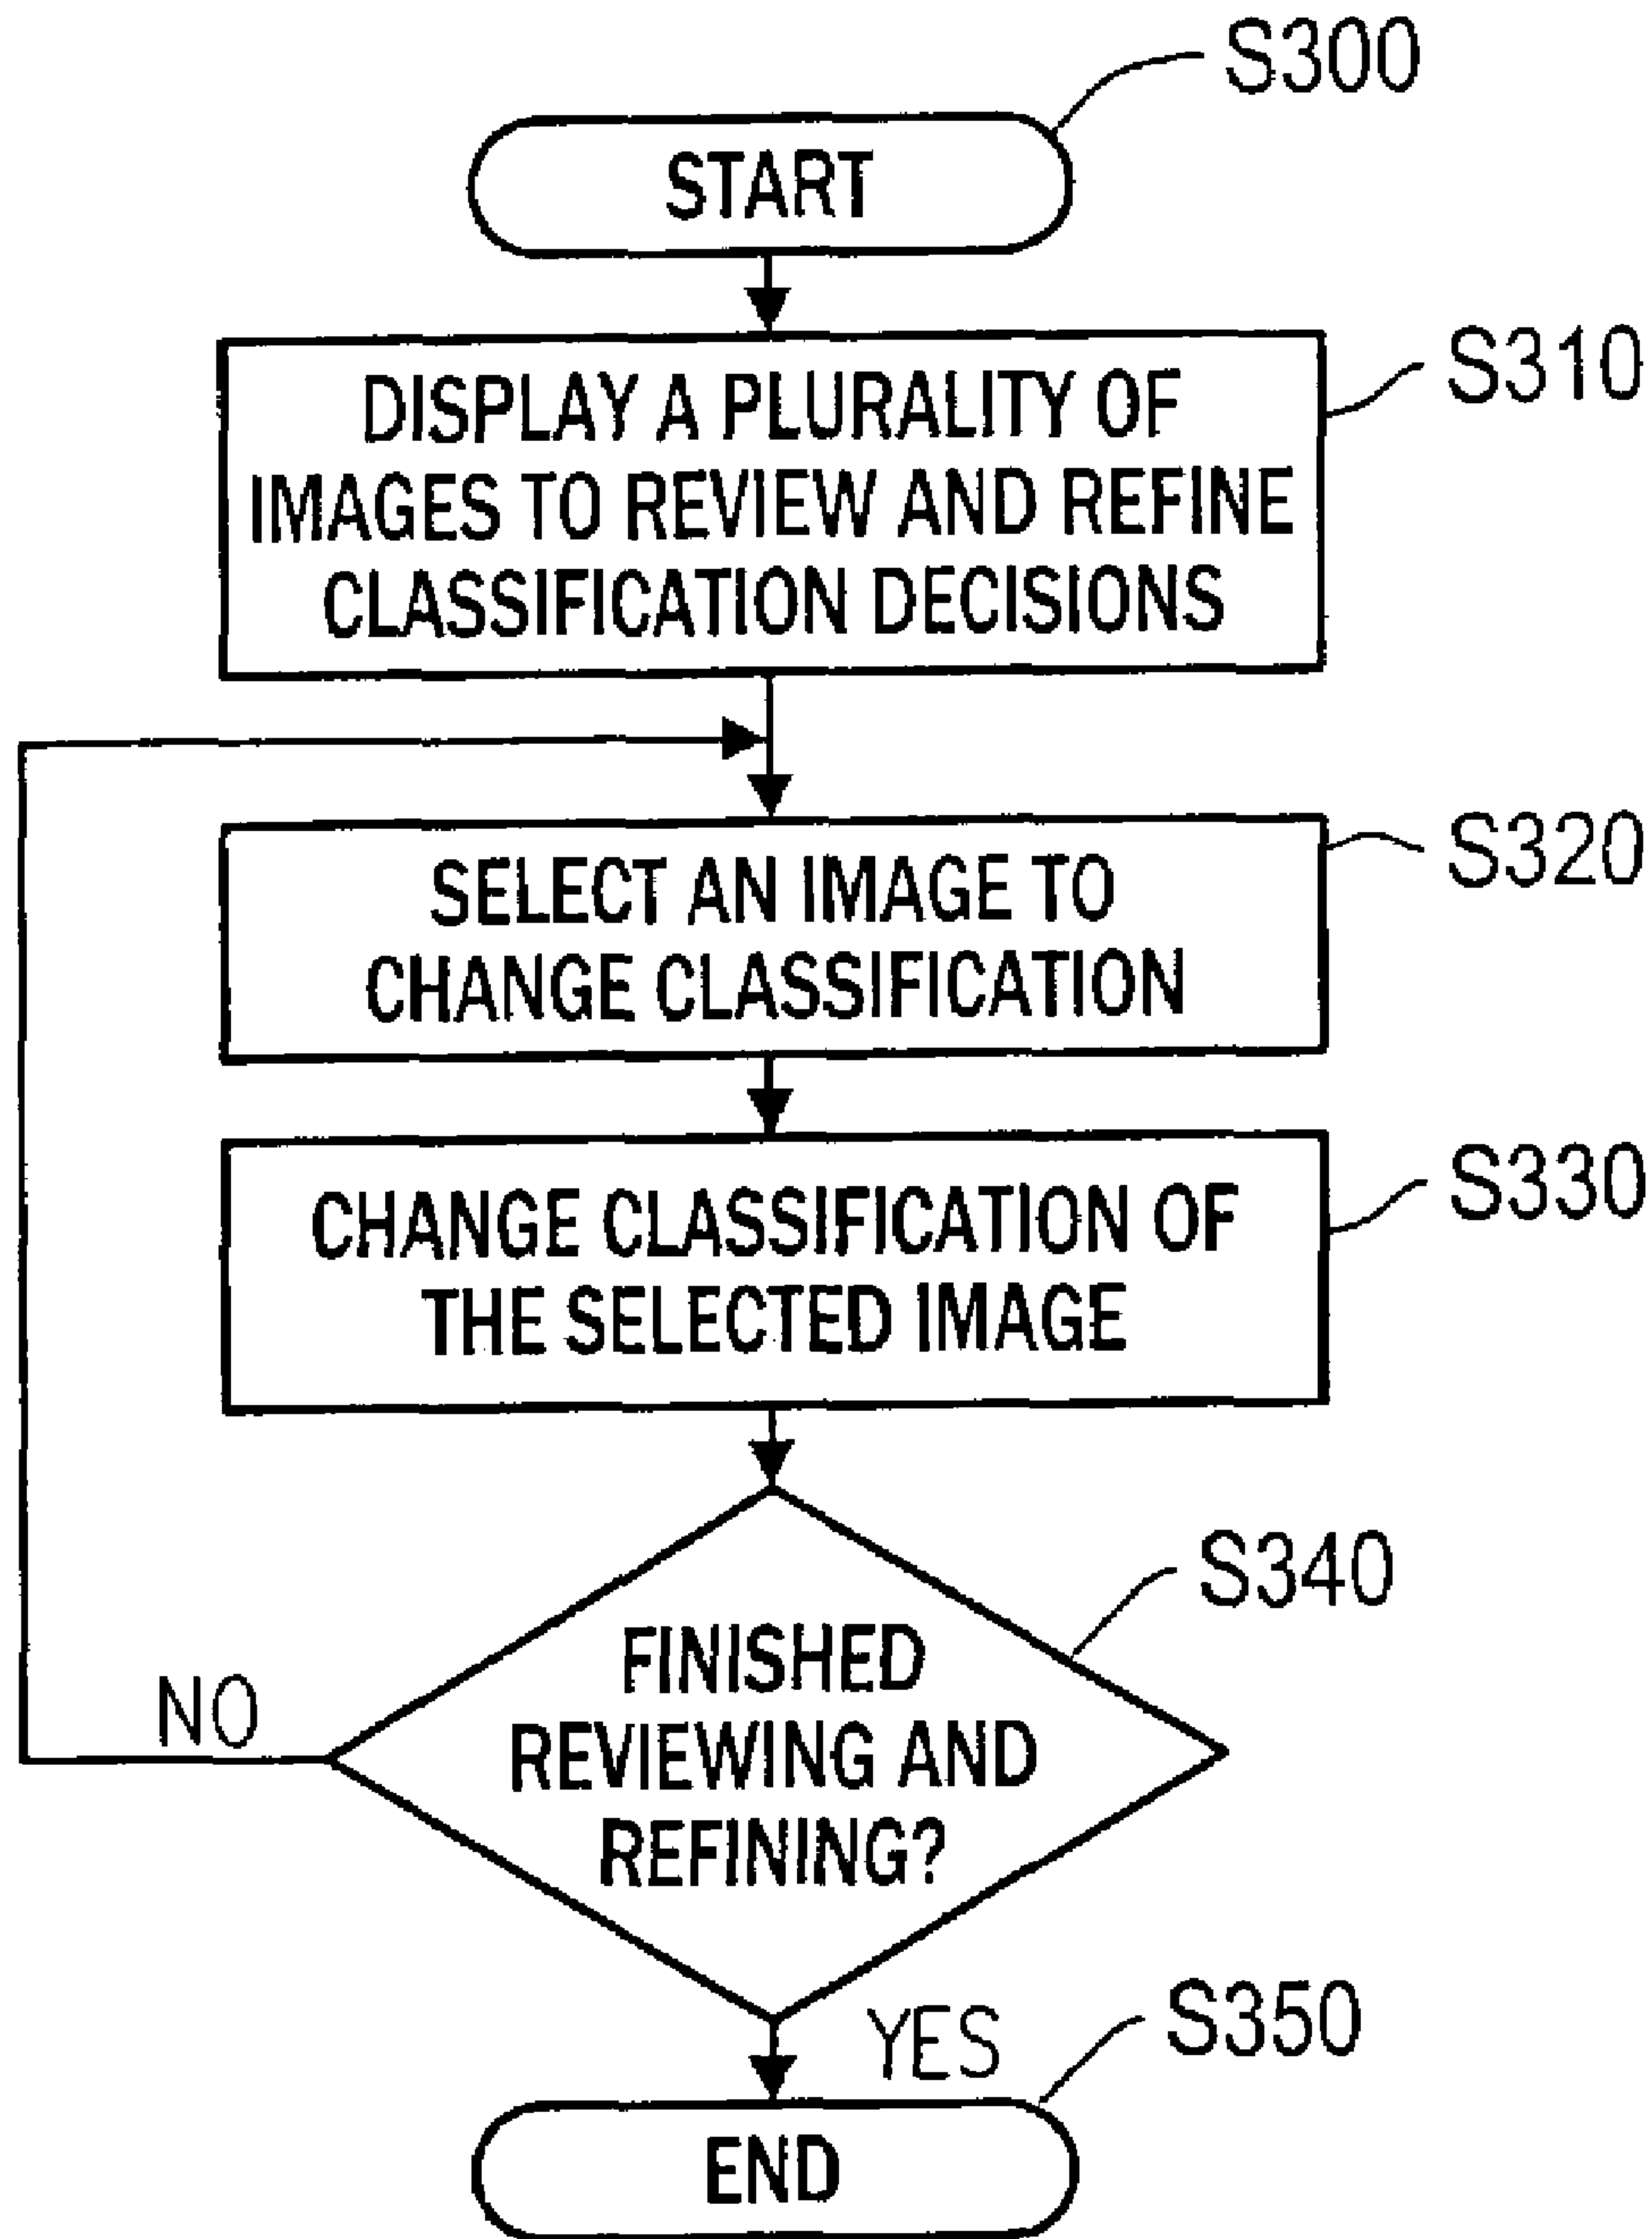 S300
START
S310
DISPLAY A PLURALITY OF
IMAGES TO REVIEW AND REFINE
CLASSIFICATION DECISIONS
S320
SELECT AN IMAGE TO
CHANGE CLASSIFICATION
S330
CHANGE CLASSIFICATION OF
THE SELECTED IMAGE
S340
FINISHED
REVIEWING AND
REFINING?
NO
YES
S350
END